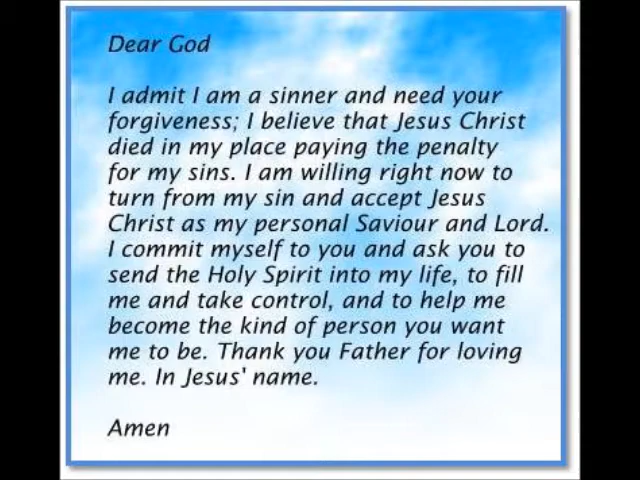 Dear God
I admit I am a sinner and need your
forgiveness; I believe that Jesus Christ
died in my place paying the penalty
for my sins. I am willing right now to
turn from my sin and accept Jesus
Christ as my personal Saviour and Lord.
I commit myself to you and ask you to
send the Holy Spirit into my life, to fill
me and take control, and to help me
become the kind of person you want
me to be. Thank you Father for loving
me. In Jesus' name.
Amen